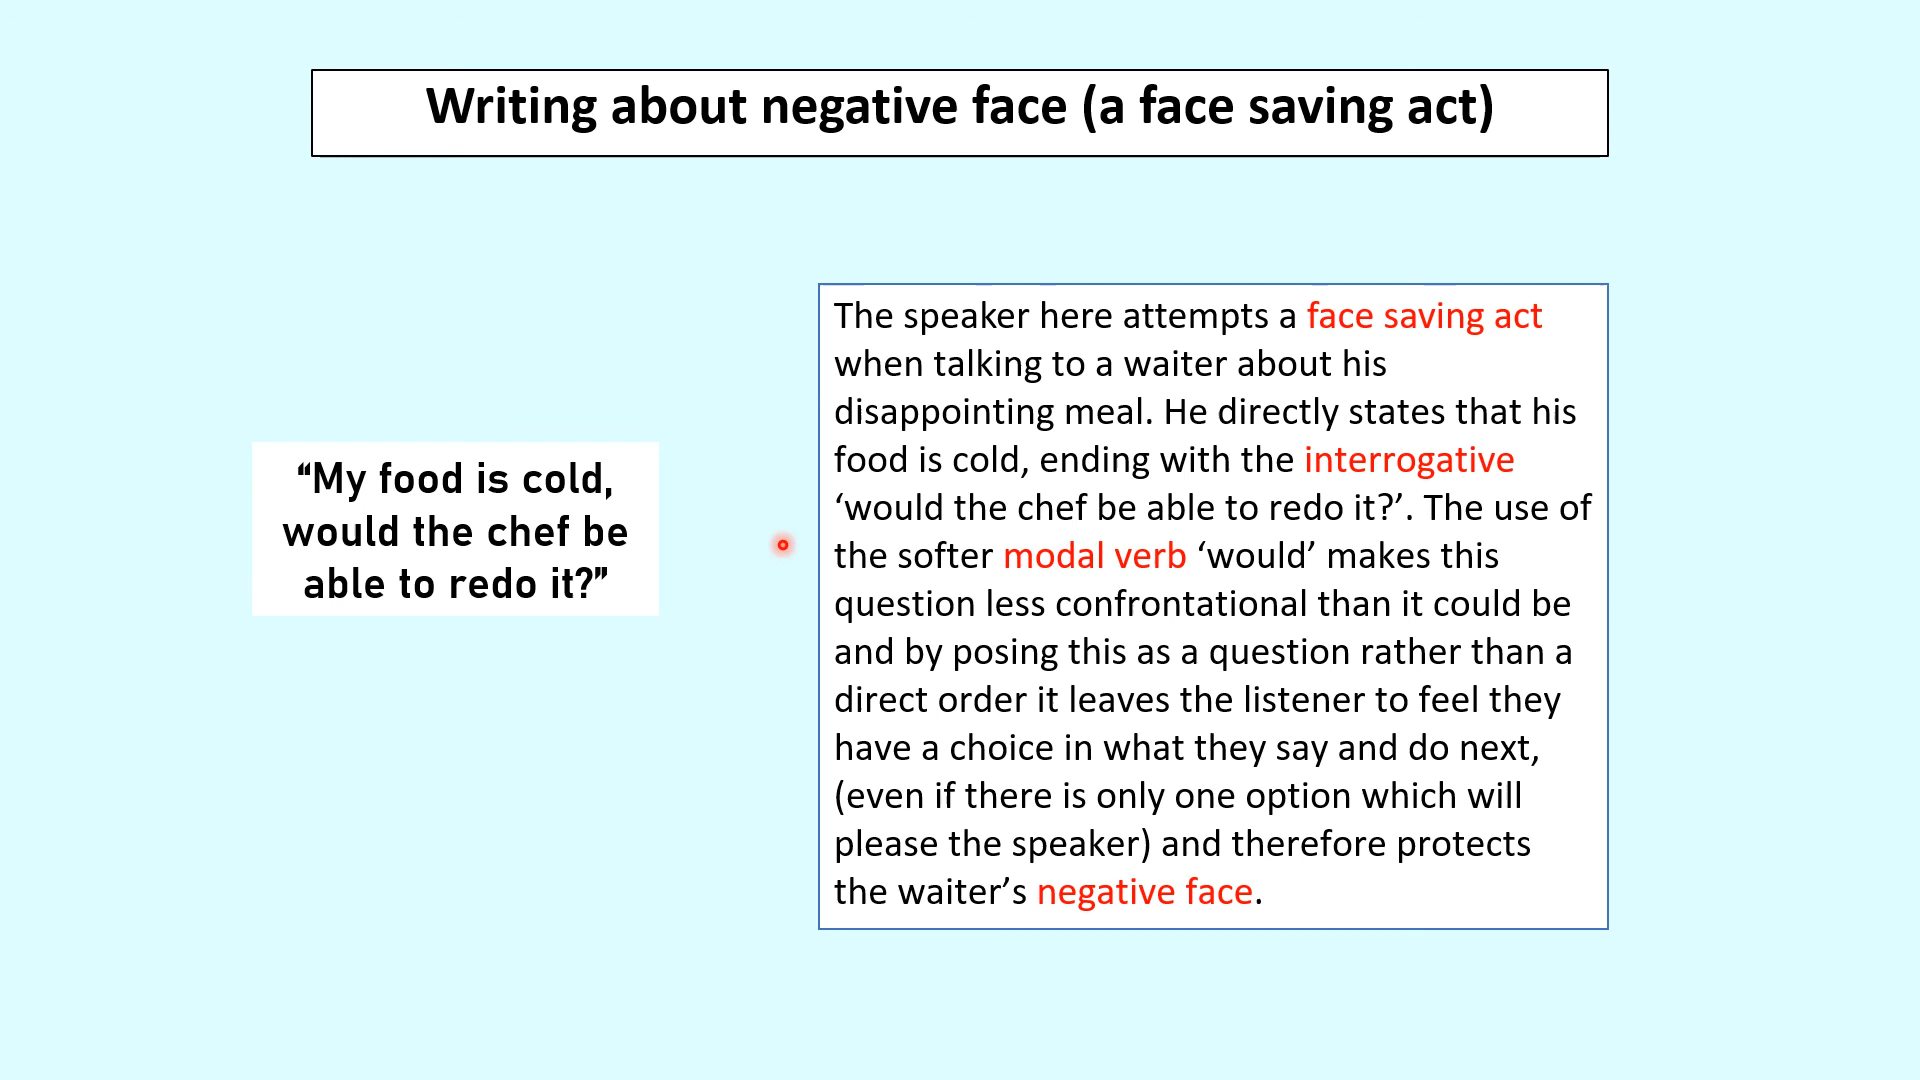 Writing about negative face (a face saving act)
“My food is cold,
would the chef be
able to redo it?”
The speaker here attempts a face saving act
when talking to a waiter about his
disappointing meal. He directly states that his
food is cold, ending with the interrogative
‘would the chef be able to redo it?’. The use of
the softer modal verb ‘would’ makes this
question less confrontational than it could be
and by posing this as a question rather than a
direct order it leaves the listener to feel they
have a choice in what they say and do next,
(even if there is only one option which will
please the speaker) and therefore protects
the waiter’s negative face.